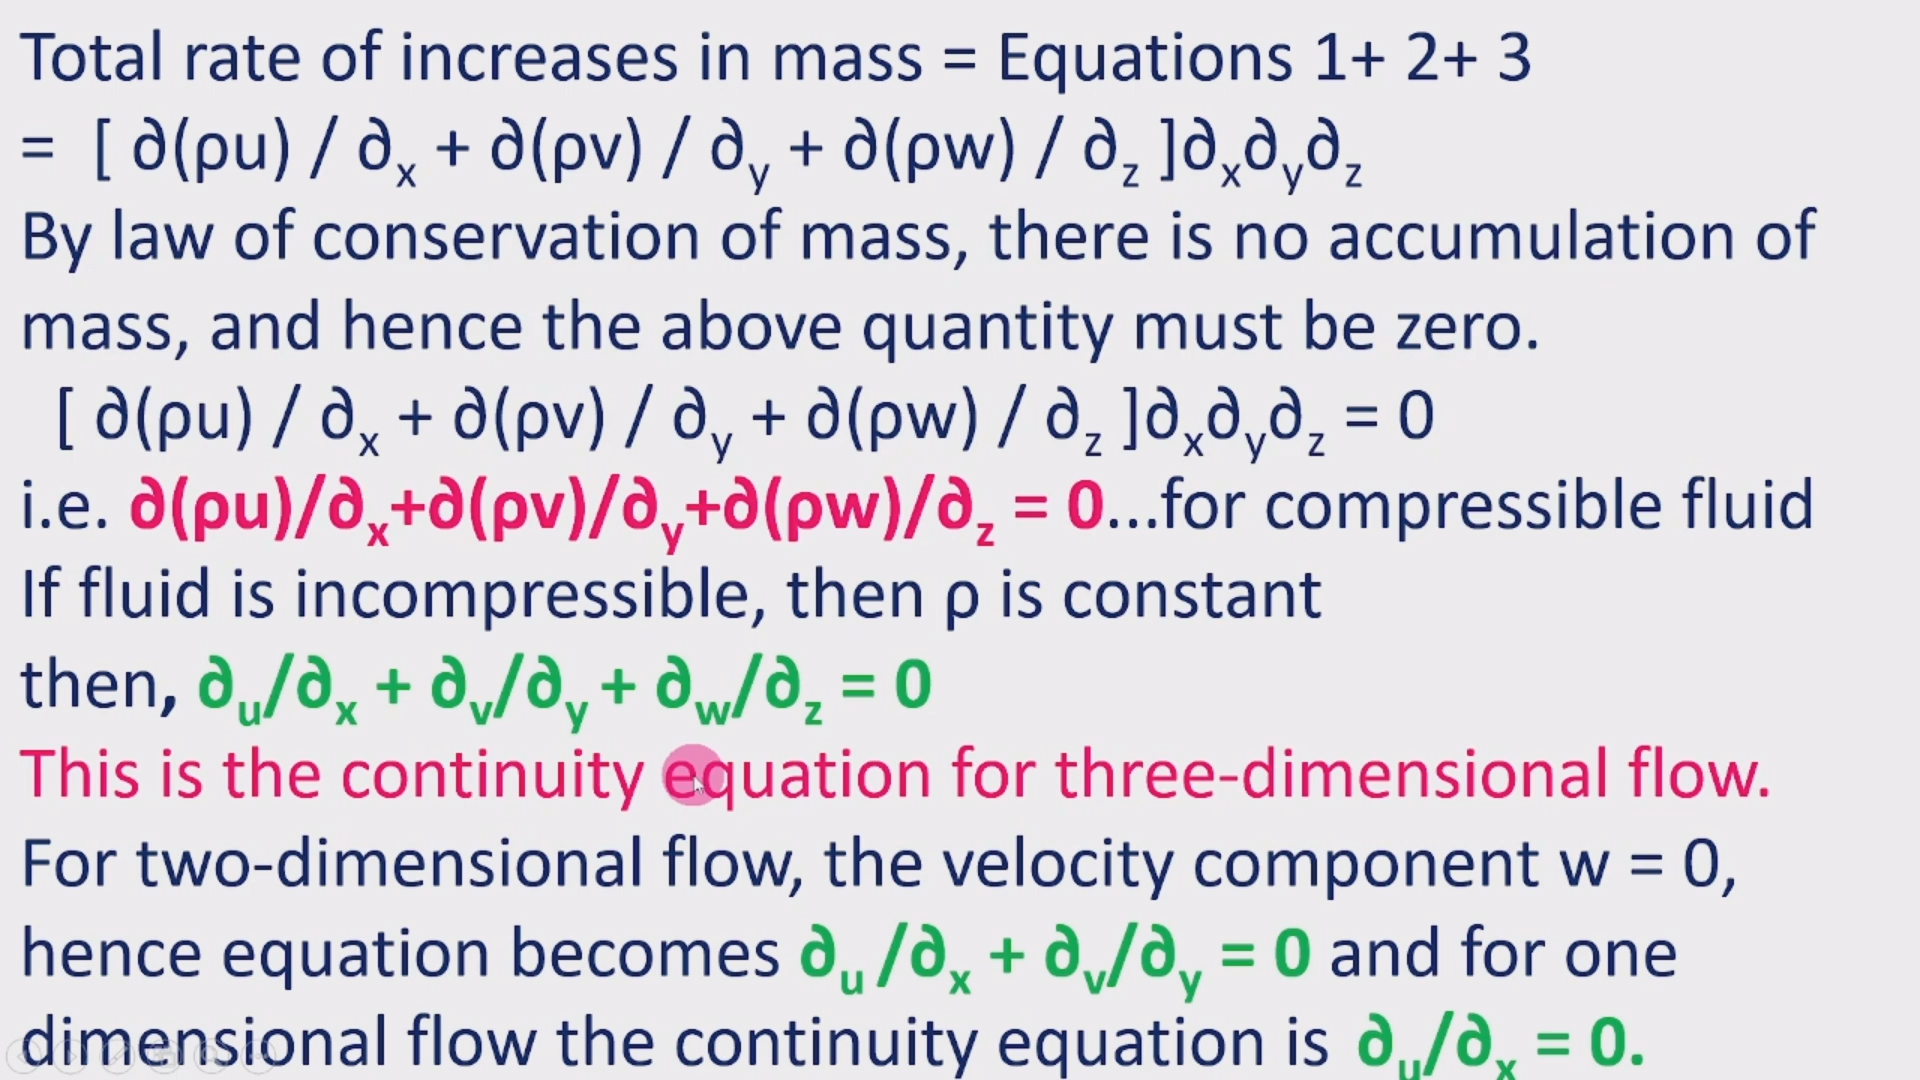 Total rate of increases in mass = Equations 1+ 2+ 3
= [ ∂(ρu) / ∂ₓ + ∂(ρv) / ∂y + ∂(ρw) / ∂z ]∂ₓ∂y∂z
By law of conservation of mass, there is no accumulation of
mass, and hence the above quantity must be zero.
[ ∂(ρu) / ∂ₓ + ∂(ρv) / ∂y + ∂(ρw) / ∂z ]∂ₓ∂y∂z = 0
i.e. ∂(ρu)/∂ₓ+∂(ρv)/∂y+∂(ρw)/∂z = 0...for compressible fluid
If fluid is incompressible, then ρ is constant
then, ∂u/∂ₓ + ∂v/∂y + ∂w/∂z = 0
This is the continuity equation for three-dimensional flow.
For two-dimensional flow, the velocity component w = 0,
hence equation becomes ∂u /∂ₓ + ∂v/∂y = 0 and for one
dimensional flow the continuity equation is ∂u/∂ₓ = 0.